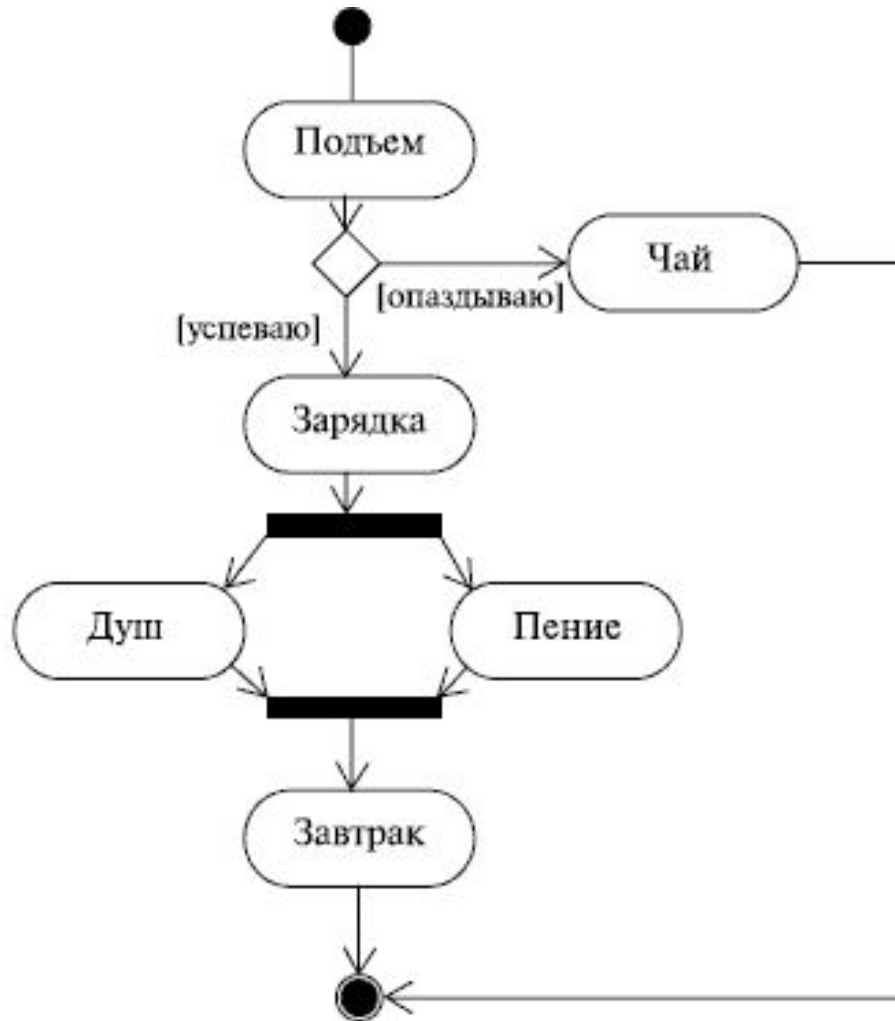 Подъем
Чай
[опаздываю]
[успеваю]
Зарядка
Душ
Пение
Завтрак